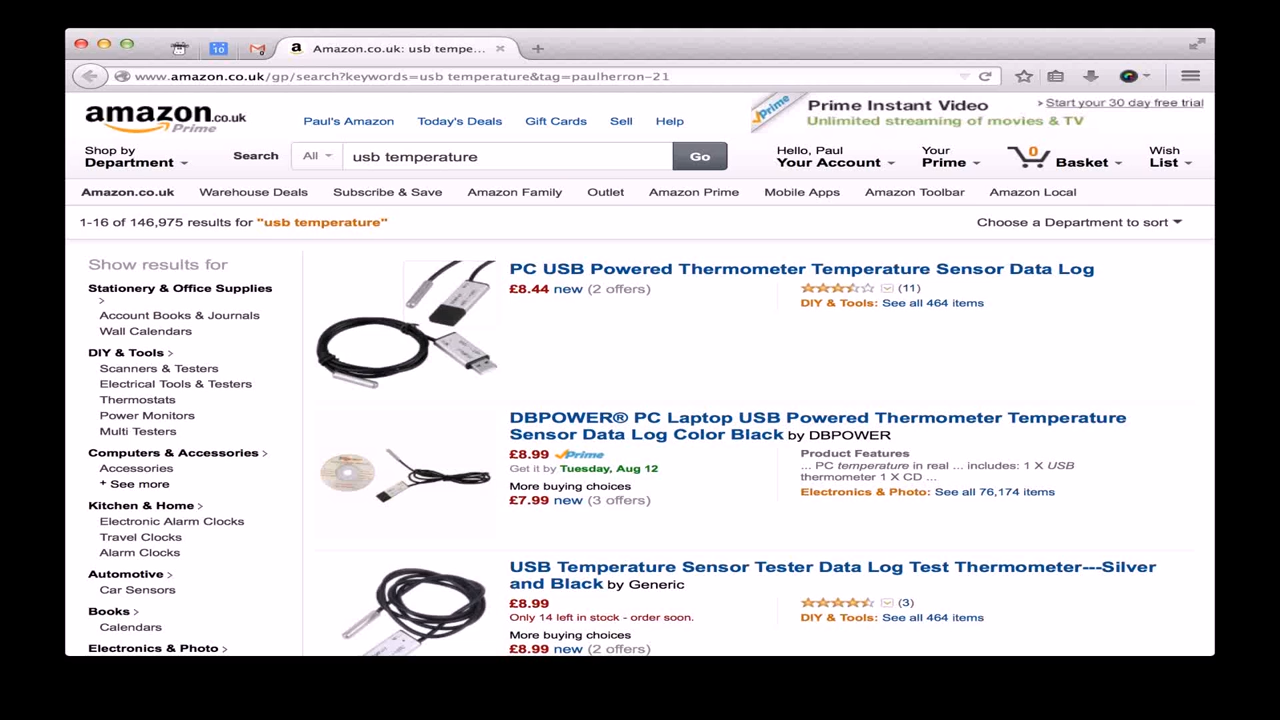 10
a Amazon.co.uk: usb tempe...
www.amazon.co.uk/gp/search?keywords=usb temperature&tag=paulherron-21
amazon.co.uk
Prime
Paul's Amazon Today's Deals Gift Cards Sell Help
Prime
Prime Instant Video
Unlimited streaming of movies & TV
> Start your 30 day free trial
Shop by
Department
Search All usb temperature Go
Hello, Paul
Your Account
Your
Prime
0
Basket
Wish
List
Amazon.co.uk Warehouse Deals Subscribe & Save Amazon Family Outlet Amazon Prime Mobile Apps Amazon Toolbar Amazon Local
1-16 of 146,975 results for "usb temperature"
Choose a Department to sort
Show results for
Stationery & Office Supplies
>
Account Books & Journals
Wall Calendars
DIY & Tools >
Scanners & Testers
Electrical Tools & Testers
Thermostats
Power Monitors
Multi Testers
Computers & Accessories >
Accessories
+ See more
Kitchen & Home >
Electronic Alarm Clocks
Travel Clocks
Alarm Clocks
Automotive >
Car Sensors
Books >
Calendars
Electronics & Photo >
PC USB Powered Thermometer Temperature Sensor Data Log
£8.44 new (2 offers)
(11)
DIY & Tools: See all 464 items
DBPOWER® PC Laptop USB Powered Thermometer Temperature
Sensor Data Log Color Black by DBPOWER
£8.99 Prime
Get it by Tuesday, Aug 12
More buying choices
£7.99 new (3 offers)
Product Features
... PC temperature in real ... includes: 1 X USB
thermometer 1 X CD ...
Electronics & Photo: See all 76,174 items
USB Temperature Sensor Tester Data Log Test Thermometer---Silver
and Black by Generic
£8.99
Only 14 left in stock - order soon.
More buying choices
£8.99 new (2 offers)
(3)
DIY & Tools: See all 464 items